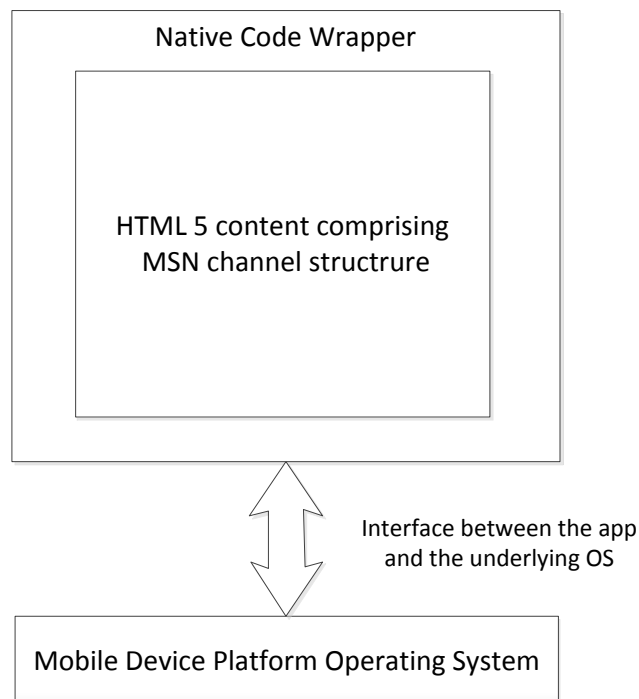 Native Code Wrapper
HTML 5 content comprising
MSN channel structrure
Interface between the app
and the underlying OS
Mobile Device Platform Operating System